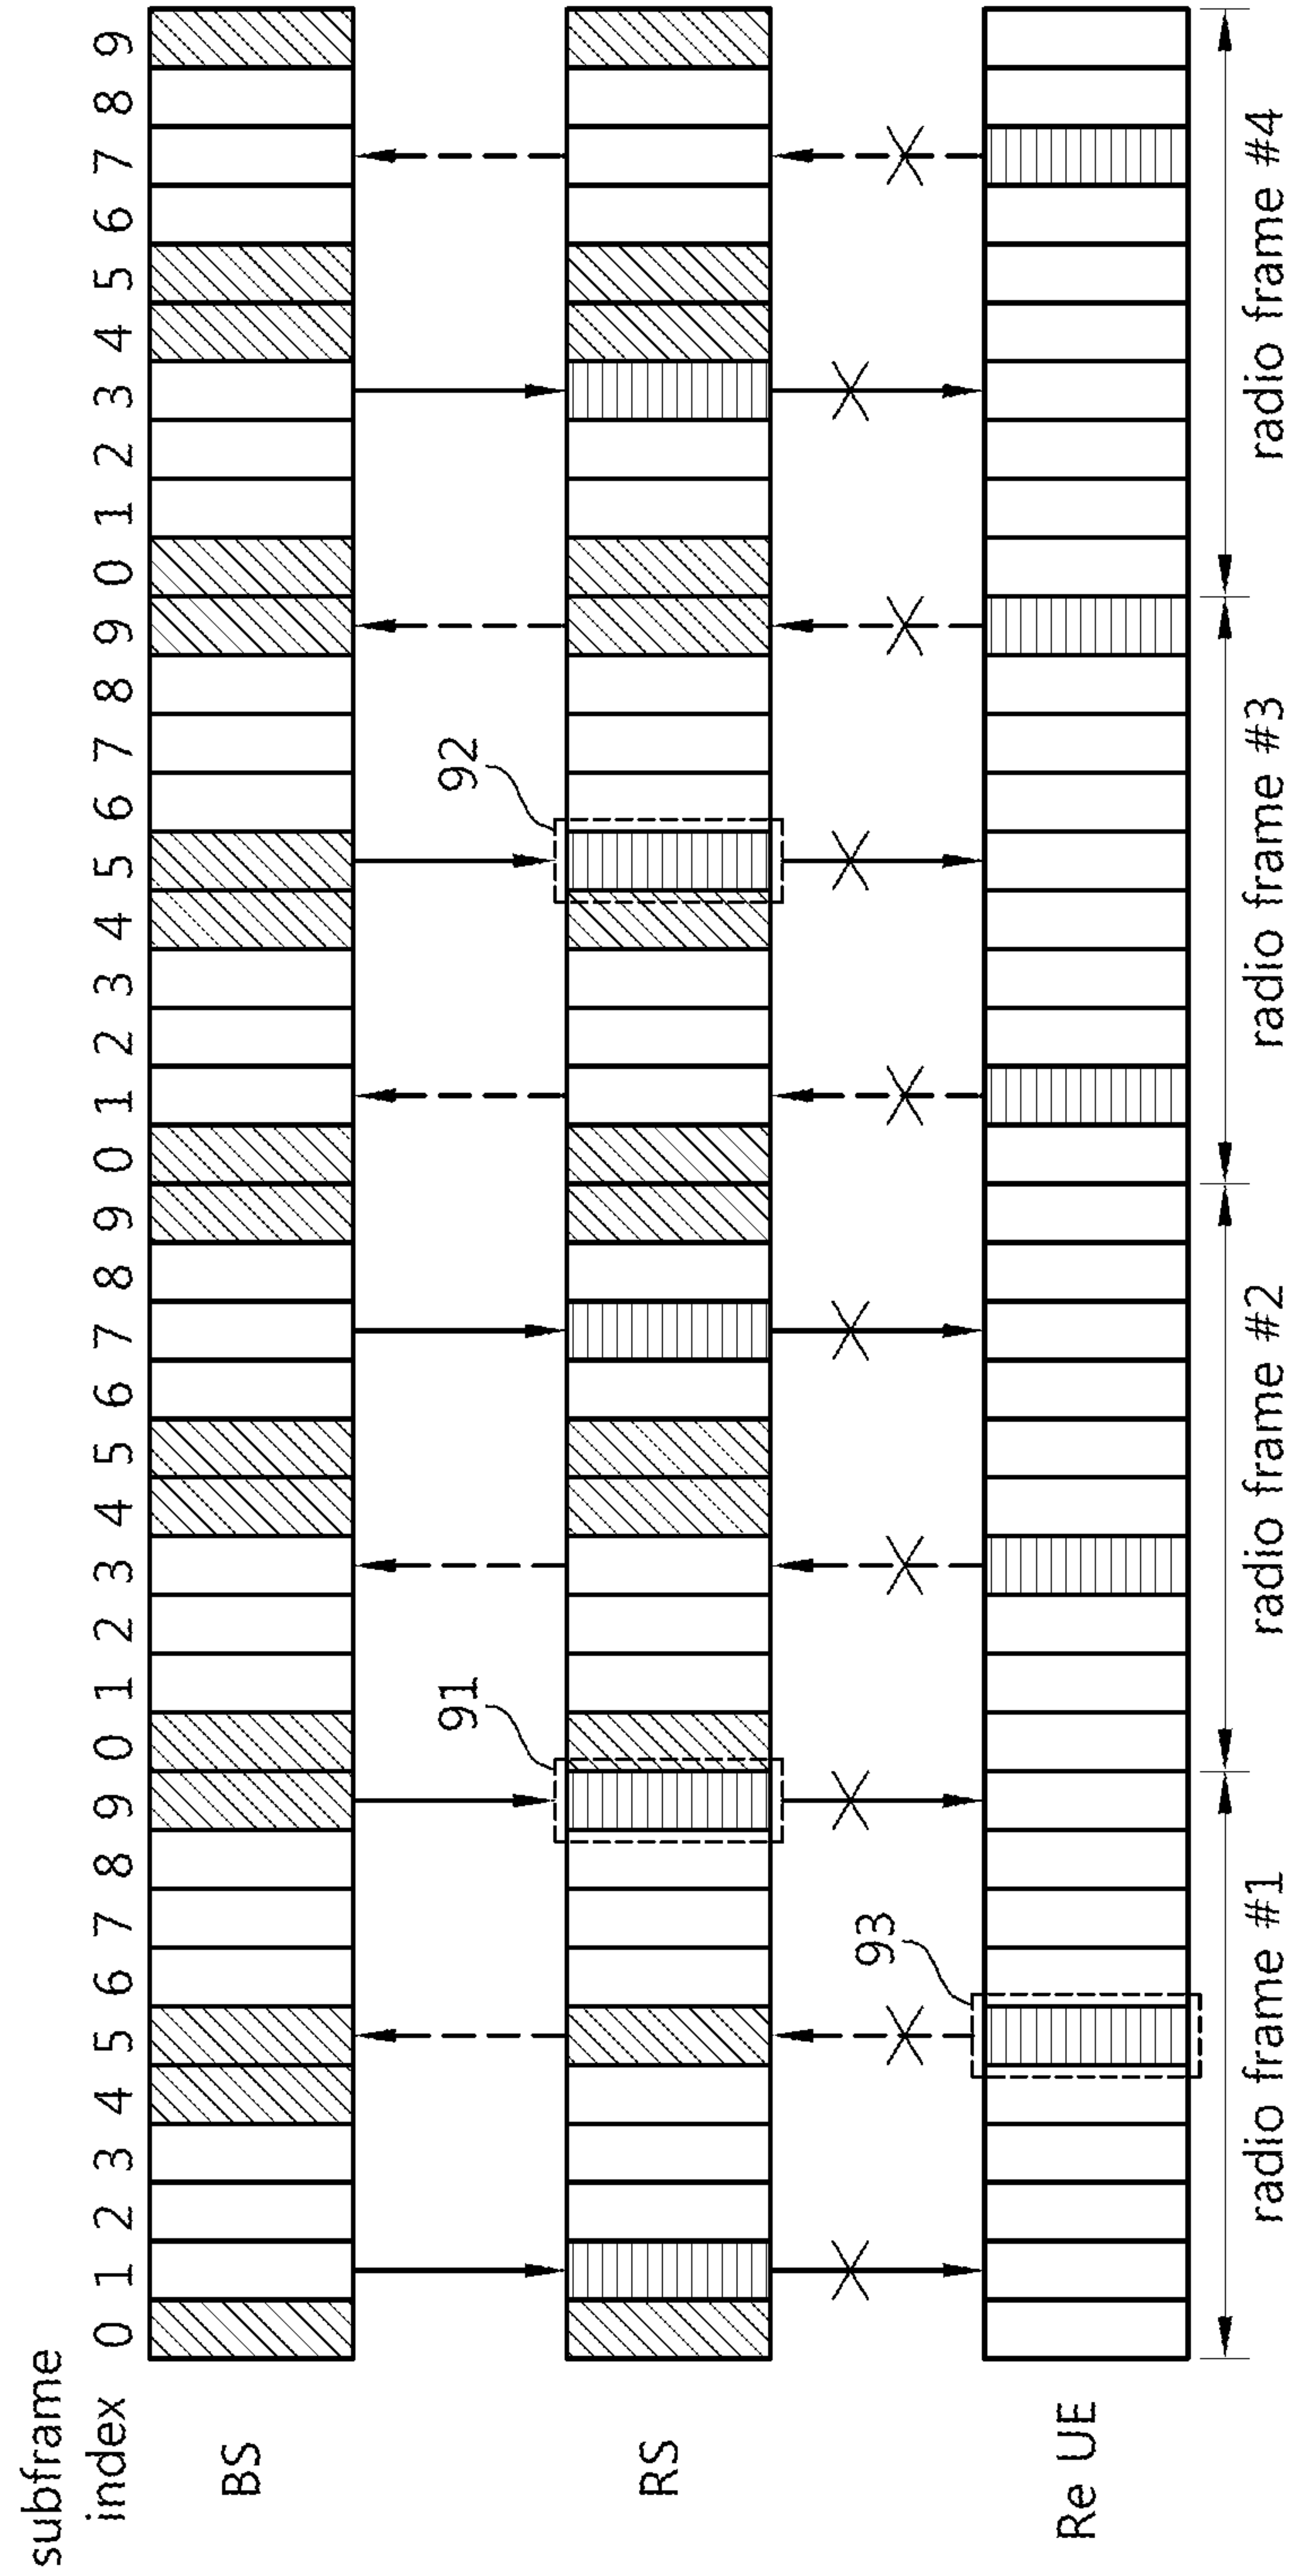 subframe
index 0 1 2 3 4 5 6 7 8 9 0 1 2 3 4 5 6 7 8 9 0 1 2 3 4 5 6 7 8 9 0 1 2 3 4 5 6 7 8 9
BS
91 92
RS
93
Re UE
radio frame #1 radio frame #2 radio frame #3 radio frame #4